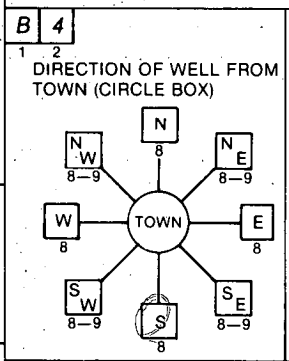 B 4
1 2
DIRECTION OF WELL FROM
TOWN (CIRCLE BOX)
N
8
N W
8–9
N E
8–9
W
8
TOWN
E
8
S W
8–9
S E
8–9
S
8